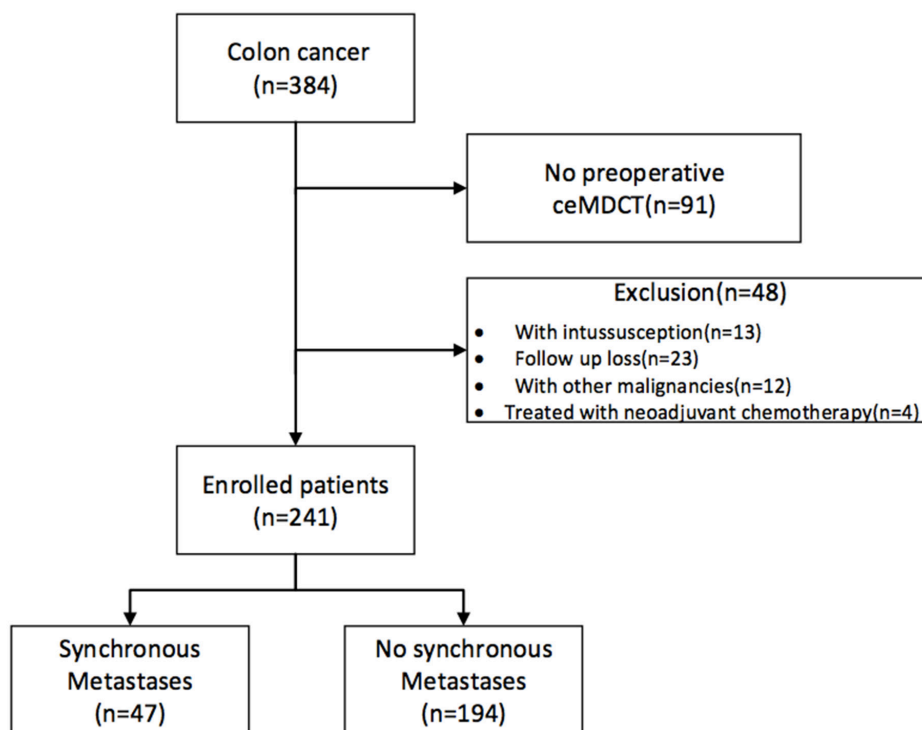 Colon cancer
(n=384)
No preoperative
ceMDCT(n=91)
Exclusion(n=48)
• With intussusception(n=13)
• Follow up loss(n=23)
• With other malignancies(n=12)
• Treated with neoadjuvant chemotherapy(n=4)
Enrolled patients
(n=241)
Synchronous
Metastases
(n=47)
No synchronous
Metastases
(n=194)